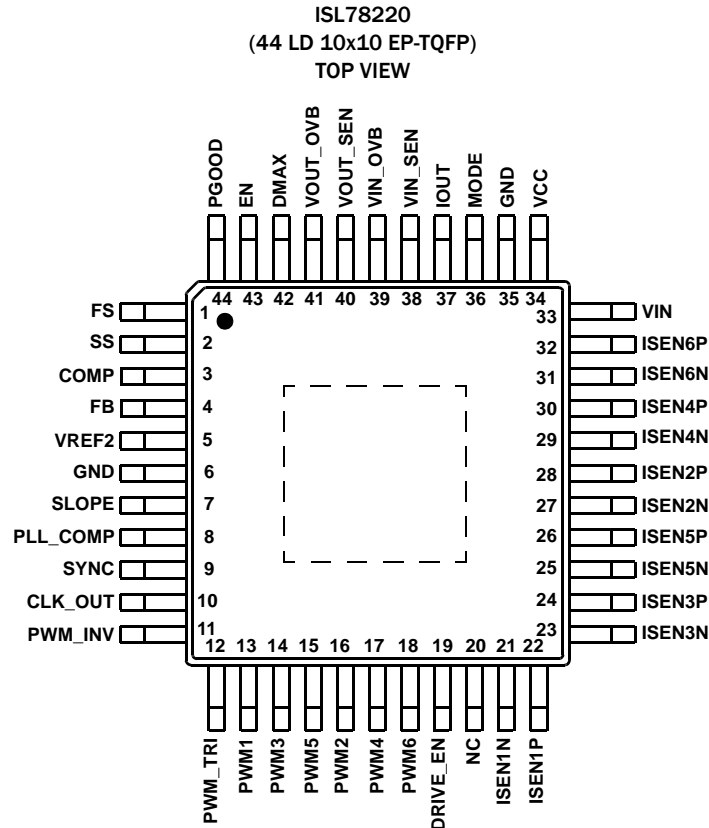 ISL78220
(44 LD 10x10 EP-TQFP)
TOP VIEW
PGOOD
EN
DMAX
VOUT_OVB
VOUT_SEN
VIN_OVB
VIN_SEN
IOUT
MODE
GND
VCC
44 43 42 41 40 39 38 37 36 35 34
FS 1
SS 2
COMP 3
FB 4
VREF2 5
GND 6
SLOPE 7
PLL_COMP 8
SYNC 9
CLK_OUT 10
PWM_INV 11
33 VIN
32 ISEN6P
31 ISEN6N
30 ISEN4P
29 ISEN4N
28 ISEN2P
27 ISEN2N
26 ISEN5P
25 ISEN5N
24 ISEN3P
23 ISEN3N
12 13 14 15 16 17 18 19 20 21 22
PWM_TRI
PWM1
PWM3
PWM5
PWM2
PWM4
PWM6
DRIVE_EN
NC
ISEN1N
ISEN1P